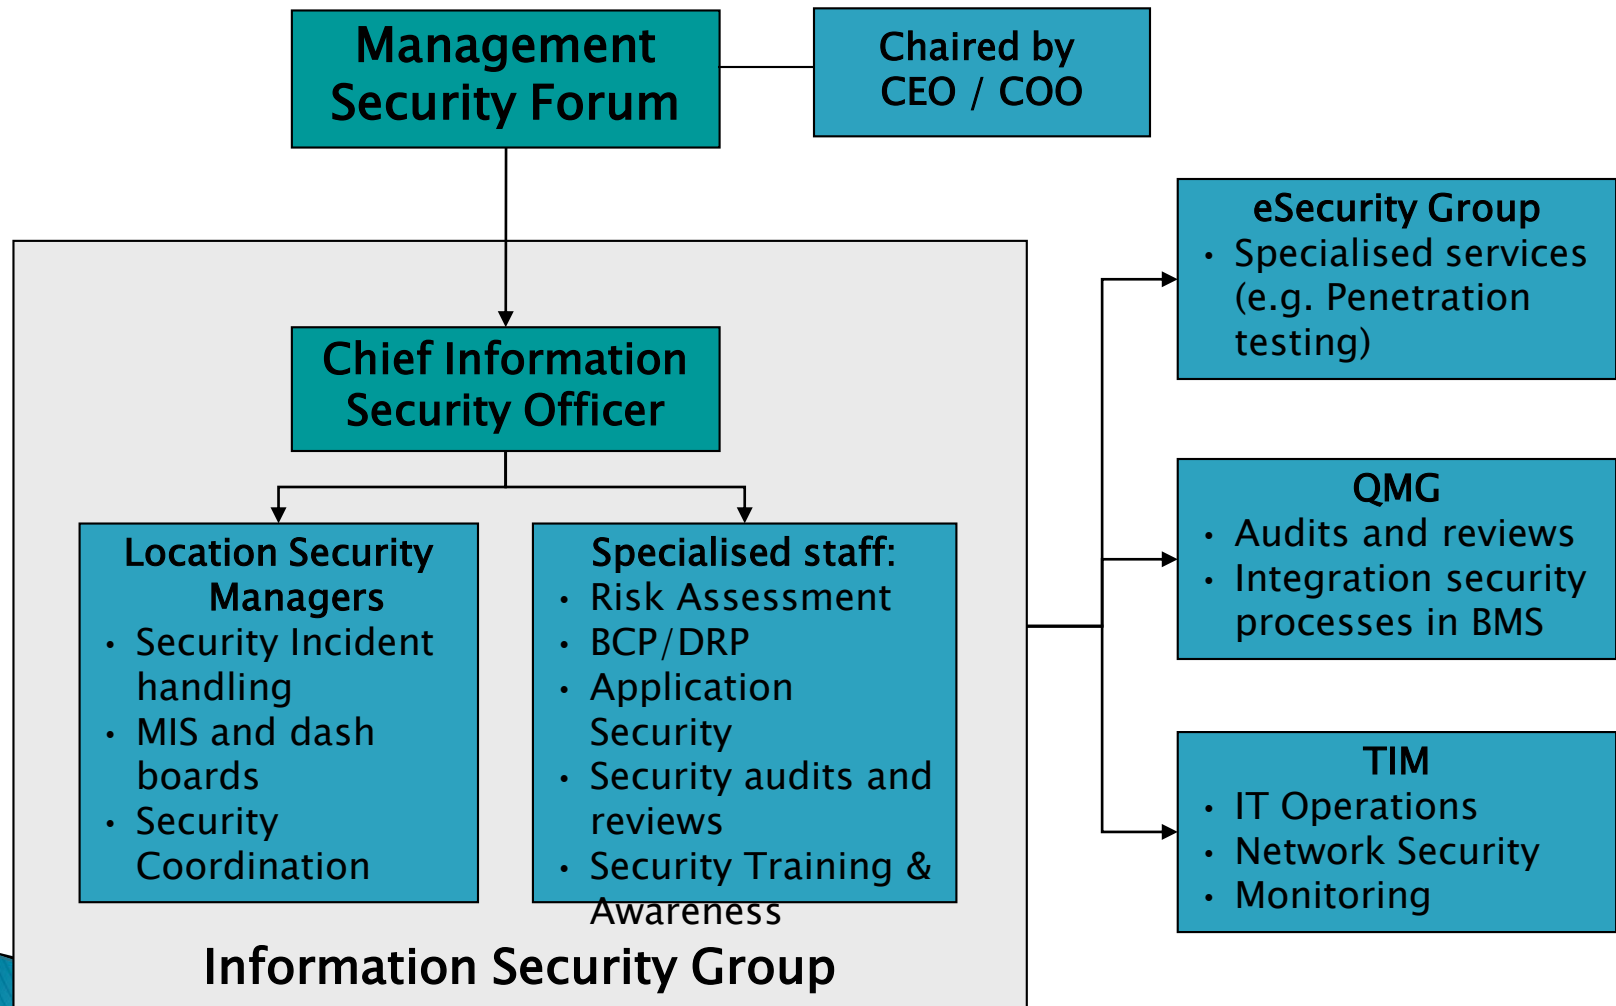 Management
Security Forum
Chaired by
CEO / COO
eSecurity Group
• Specialised services
(e.g. Penetration
testing)
Chief Information
Security Officer
QMG
• Audits and reviews
• Integration security
processes in BMS
Location Security
Managers
• Security Incident
handling
• MIS and dash
boards
• Security
Coordination
Specialised staff:
• Risk Assessment
• BCP/DRP
• Application
Security
• Security audits and
reviews
• Security Training &
Awareness
TIM
• IT Operations
• Network Security
• Monitoring
Information Security Group